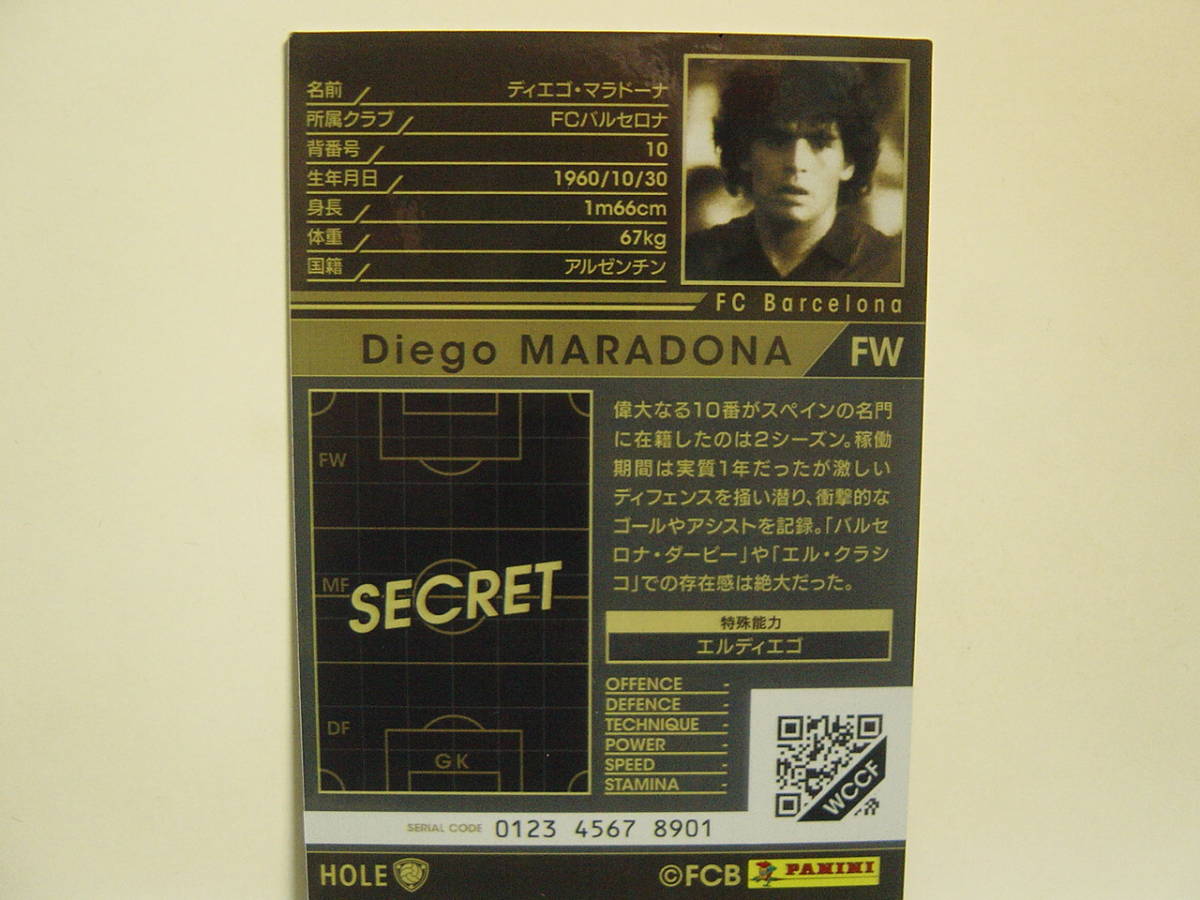 名前 ディエゴ・マラドーナ
所属クラブ FCバルセロナ
背番号 10
生年月日 1960/10/30
身長 1m66cm
体重 67kg
国籍 アルゼンチン
FC Barcelona
Diego MARADONA FW
偉大なる10番がスペインの名門
に在籍したのは2シーズン。稼働
期間は実質1年だったが激しい
ディフェンスを掻い潜り、衝撃的な
ゴールやアシストを記録。「バルセ
ロナ・ダービー」や「エル・クラシ
コ」での存在感は絶大だった。
FW
MF
SECRET
DF
GK
特殊能力
エルディエゴ
OFFENCE -
DEFENCE -
TECHNIQUE -
POWER -
SPEED -
STAMINA -
WCCF
SERIAL CODE 0123 4567 8901
HOLE
©FCB PANINI